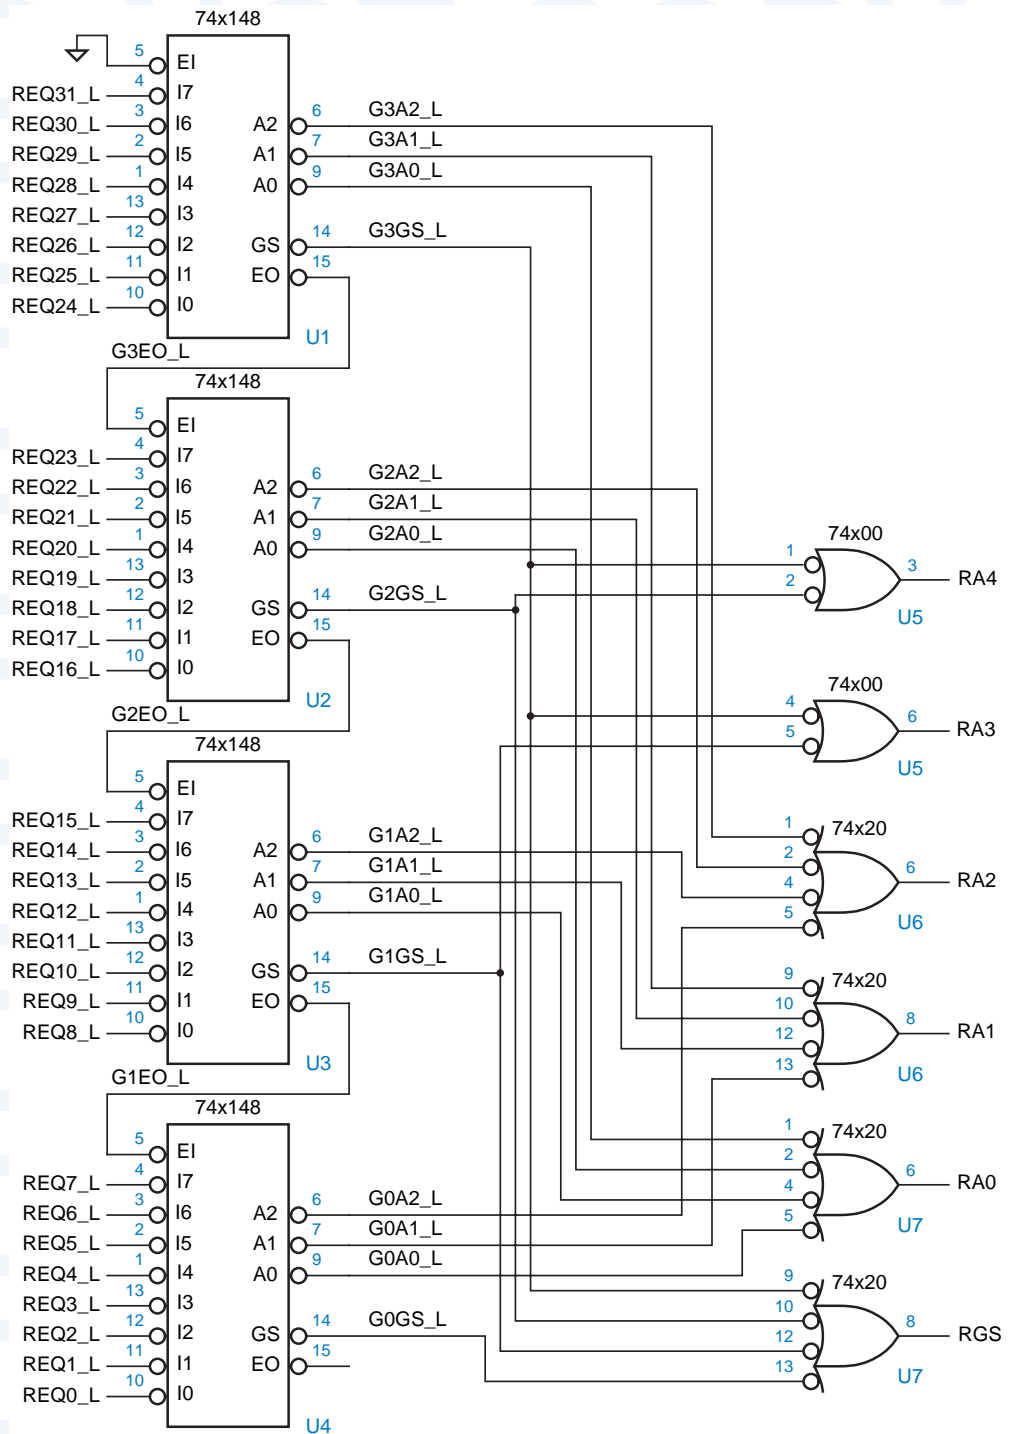 74x148
5 EI
REQ31_L 4 I7
REQ30_L 3 I6 A2 6 G3A2_L
REQ29_L 2 I5 A1 7 G3A1_L
REQ28_L 1 I4 A0 9 G3A0_L
REQ27_L 13 I3
REQ26_L 12 I2 GS 14 G3GS_L
REQ25_L 11 I1 EO 15
REQ24_L 10 I0
U1
G3EO_L
74x148
5 EI
REQ23_L 4 I7
REQ22_L 3 I6 A2 6 G2A2_L
REQ21_L 2 I5 A1 7 G2A1_L
REQ20_L 1 I4 A0 9 G2A0_L
REQ19_L 13 I3
REQ18_L 12 I2 GS 14 G2GS_L
REQ17_L 11 I1 EO 15
REQ16_L 10 I0
U2
G2EO_L
74x148
5 EI
REQ15_L 4 I7
REQ14_L 3 I6 A2 6 G1A2_L
REQ13_L 2 I5 A1 7 G1A1_L
REQ12_L 1 I4 A0 9 G1A0_L
REQ11_L 13 I3
REQ10_L 12 I2 GS 14 G1GS_L
REQ9_L 11 I1 EO 15
REQ8_L 10 I0
U3
G1EO_L
74x148
5 EI
REQ7_L 4 I7
REQ6_L 3 I6 A2 6 G0A2_L
REQ5_L 2 I5 A1 7 G0A1_L
REQ4_L 1 I4 A0 9 G0A0_L
REQ3_L 13 I3
REQ2_L 12 I2 GS 14 G0GS_L
REQ1_L 11 I1 EO 15
REQ0_L 10 I0
U4
74x00
1
2
3 RA4
U5
74x00
4
5
6 RA3
U5
74x20
1
2
4
5
6 RA2
U6
74x20
9
10
12
13
8 RA1
U6
74x20
1
2
4
5
6 RA0
U7
74x20
9
10
12
13
8 RGS
U7